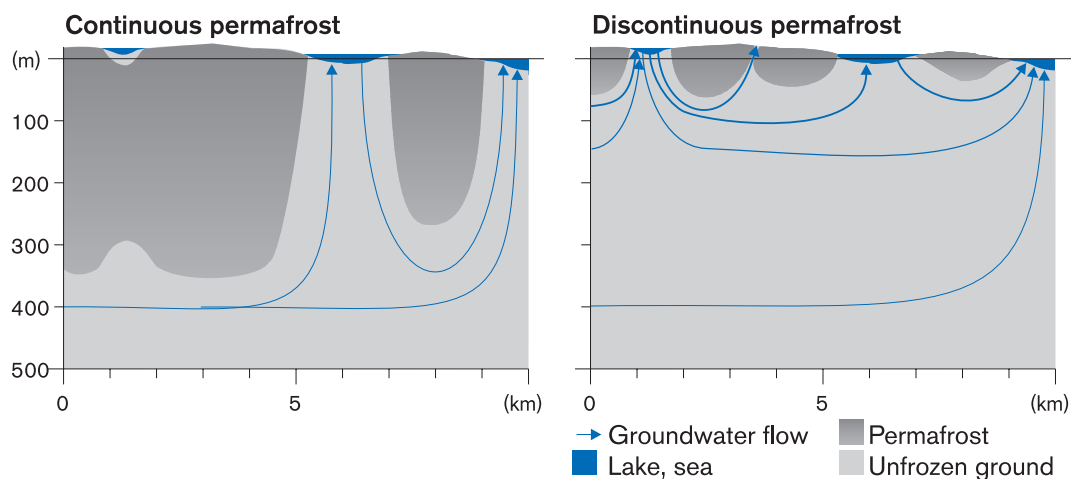 Continuous permafrost
Discontinuous permafrost
(m)
100
200
300
400
500
0
5
(km)
0
5
(km)
Groundwater flow
Permafrost
Lake, sea
Unfrozen ground